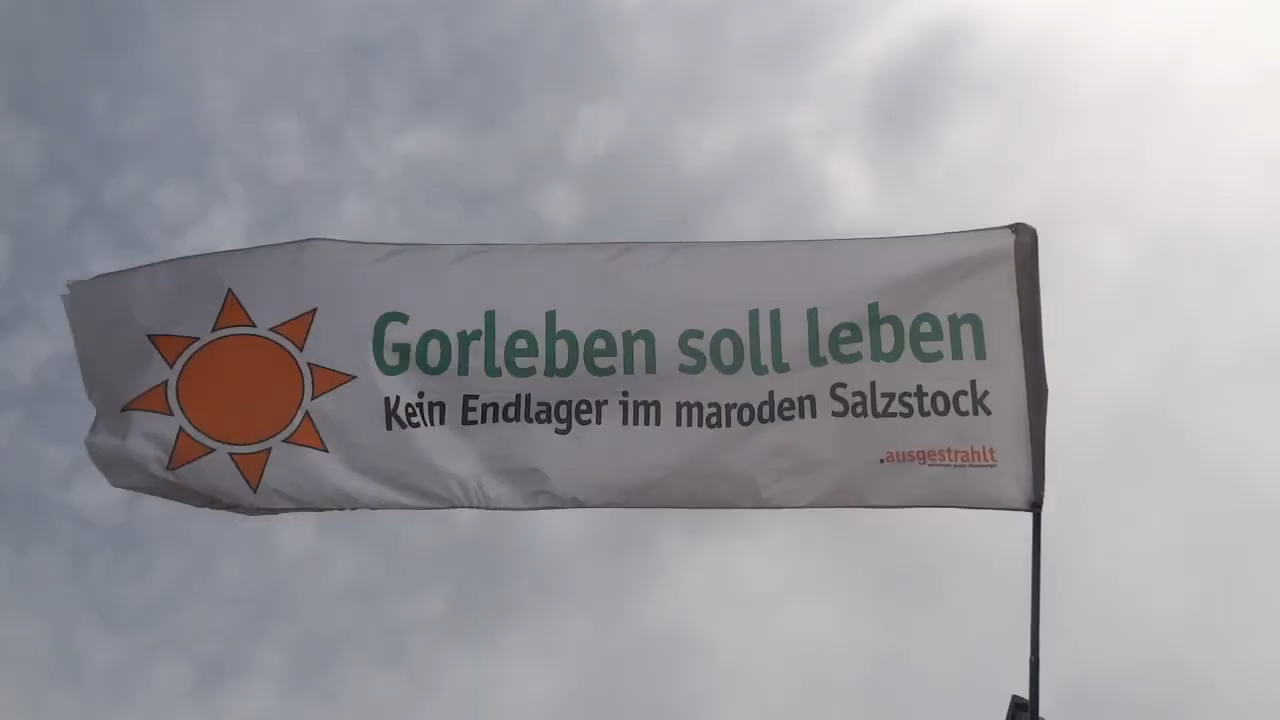 Gorleben soll leben
Kein Endlager im maroden Salzstock
.ausgestrahlt